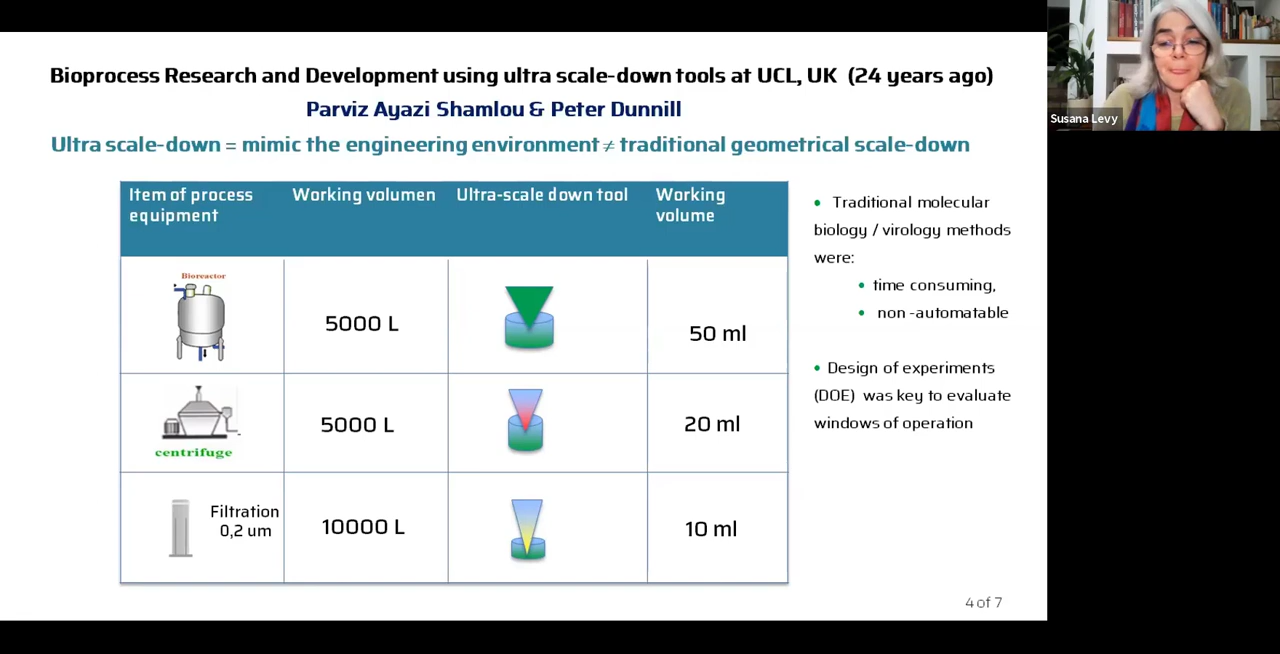 Bioprocess Research and Development using ultra scale-down tools at UCL, UK (24 years ago)
Parviz Ayazi Shamlou & Peter Dunnill
Ultra scale-down = mimic the engineering environment ≠ traditional geometrical scale-down
Susana Levy
Item of process
equipment
Working volumen
Ultra-scale down tool
Working
volume
Bioreactor
5000 L
50 ml
centrifuge
5000 L
20 ml
Filtration
0,2 um
10000 L
10 ml
• Traditional molecular
biology / virology methods
were:
• time consuming,
• non -automatable
• Design of experiments
(DOE) was key to evaluate
windows of operation
4 of 7